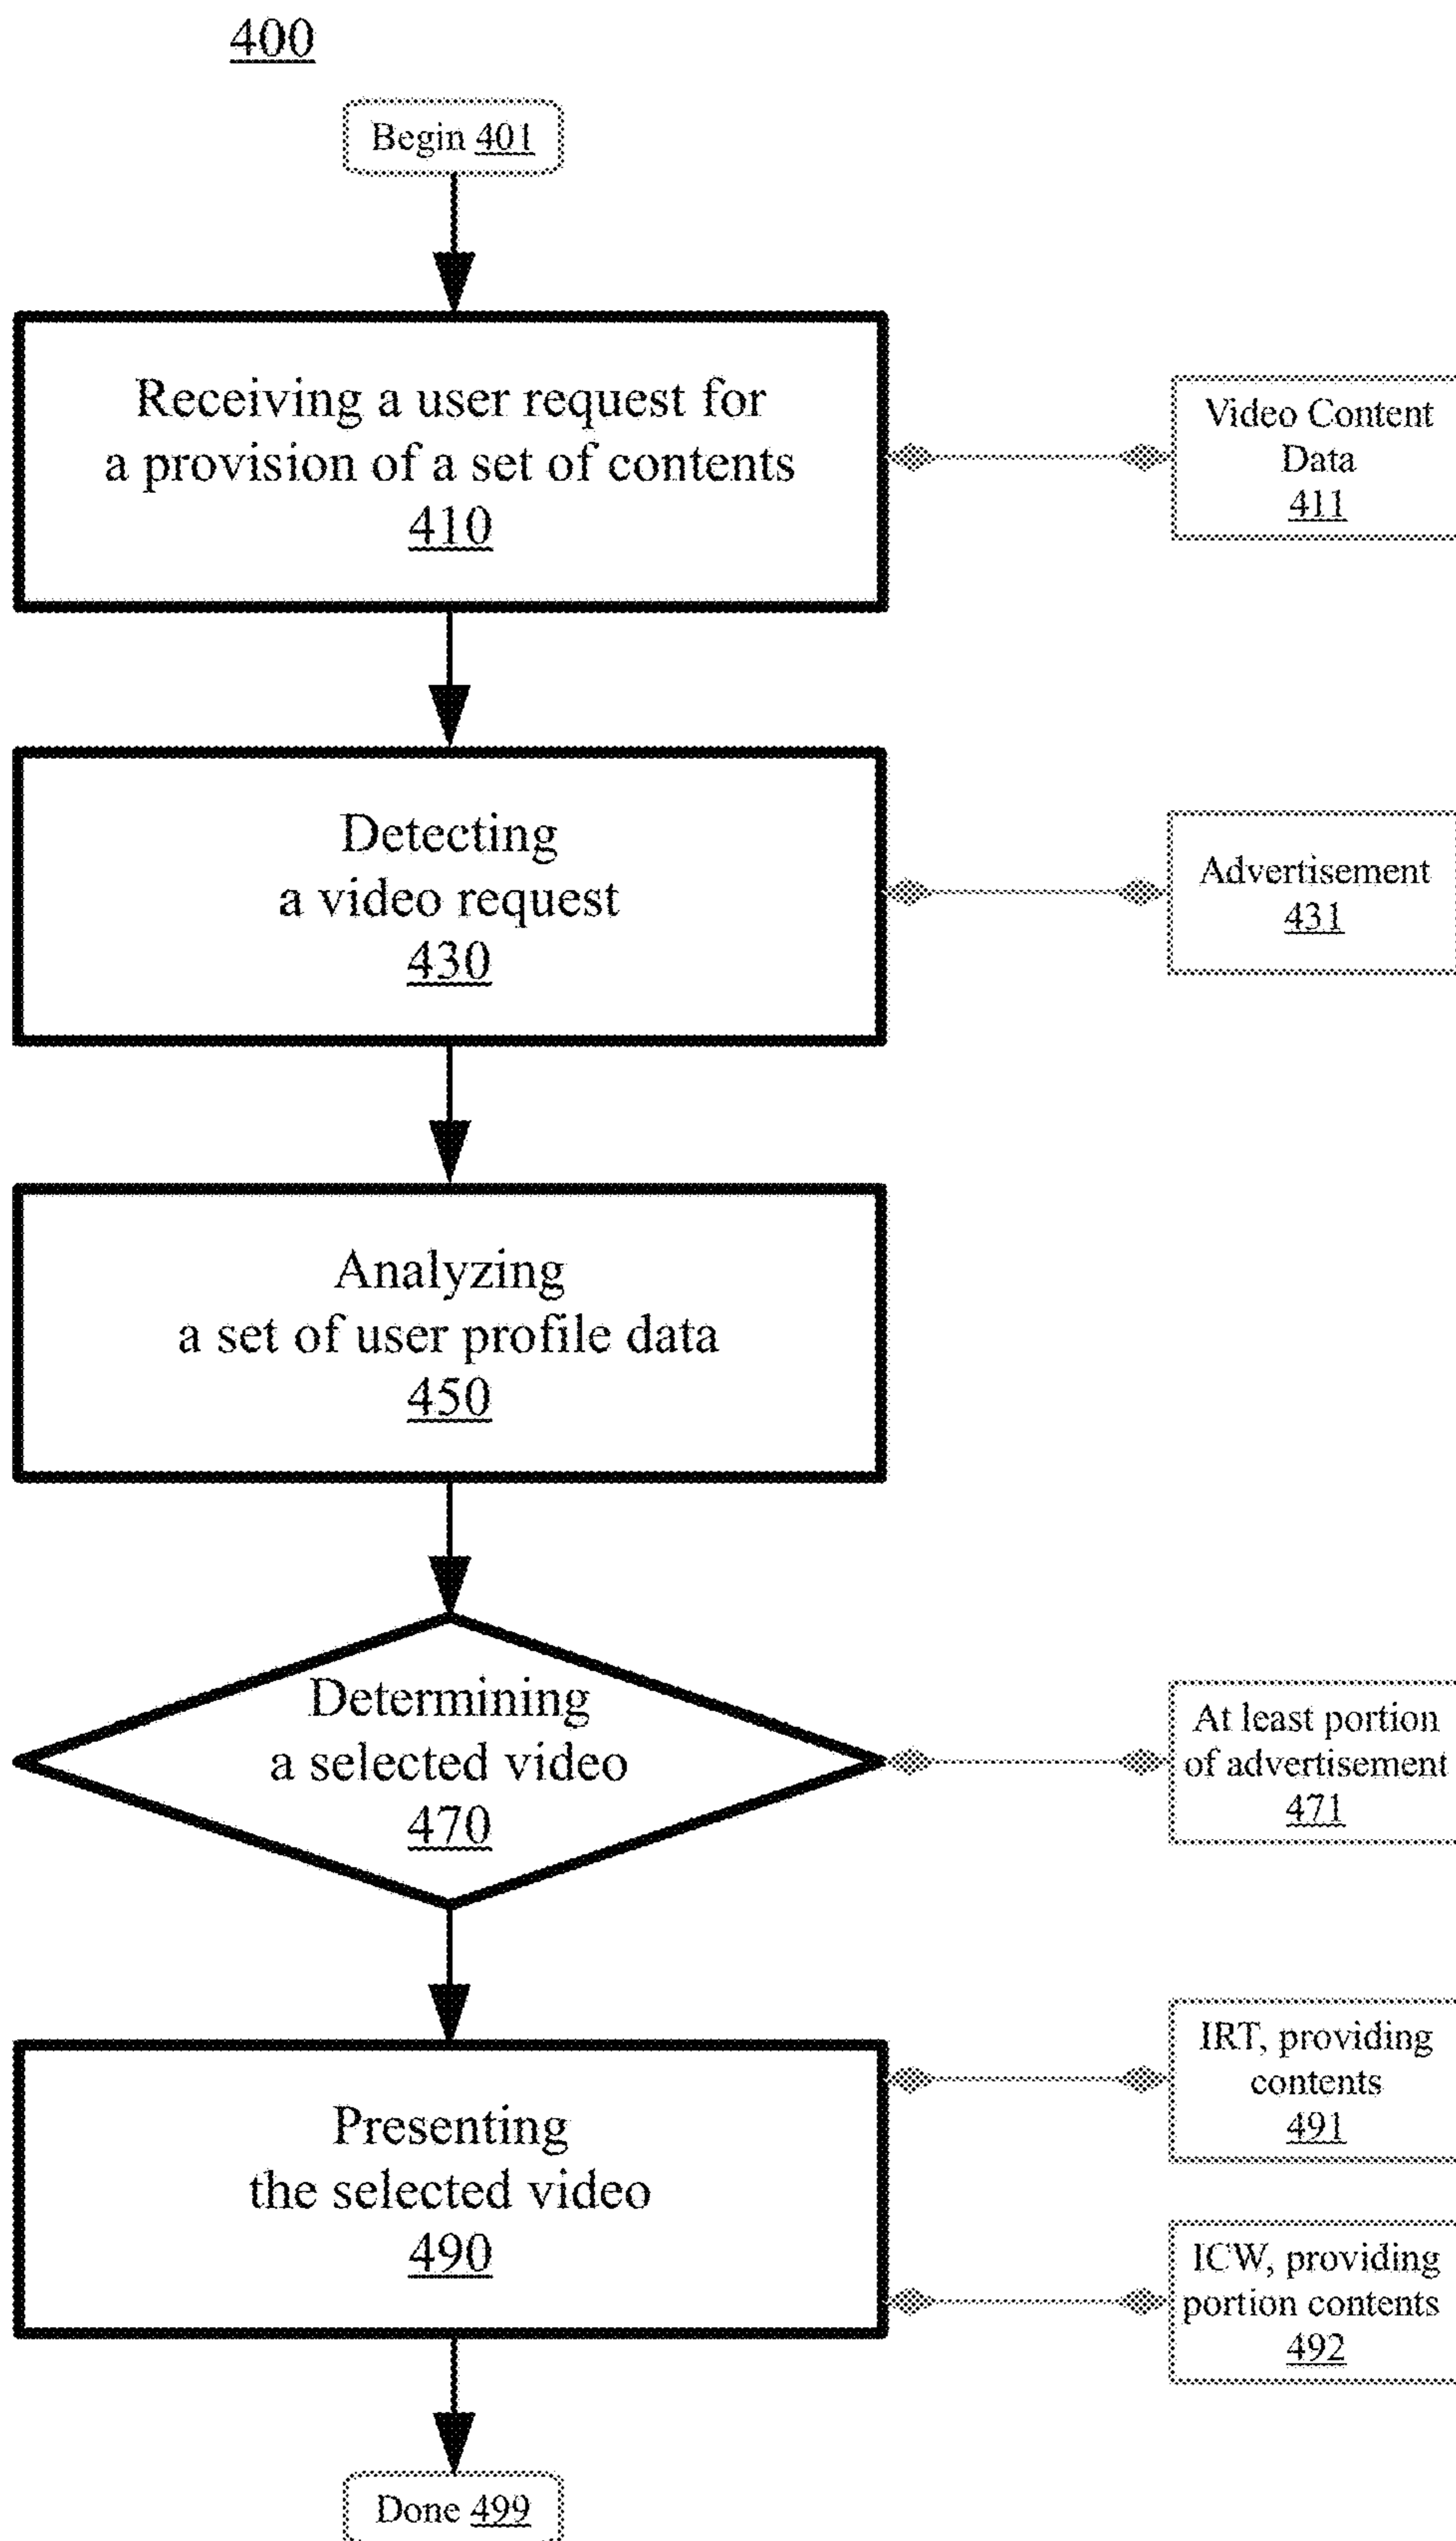 400
Begin 401
Receiving a user request for
a provision of a set of contents
410
Video Content
Data
411
Detecting
a video request
430
Advertisement
431
Analyzing
a set of user profile data
450
Determining
a selected video
470
At least portion
of advertisement
471
Presenting
the selected video
490
IRT, providing
contents
491
ICW, providing
portion contents
492
Done 499